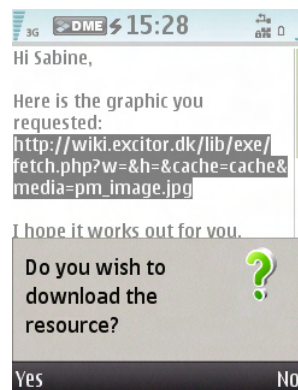 3G DME 15:28
Hi Sabine,
Here is the graphic you
requested:
http://wiki.excitor.dk/lib/exe/
fetch.php?w=&h=&cache=cache&
media=pm_image.jpg
I hope it works out for you.
Do you wish to
download the
resource?
Yes No